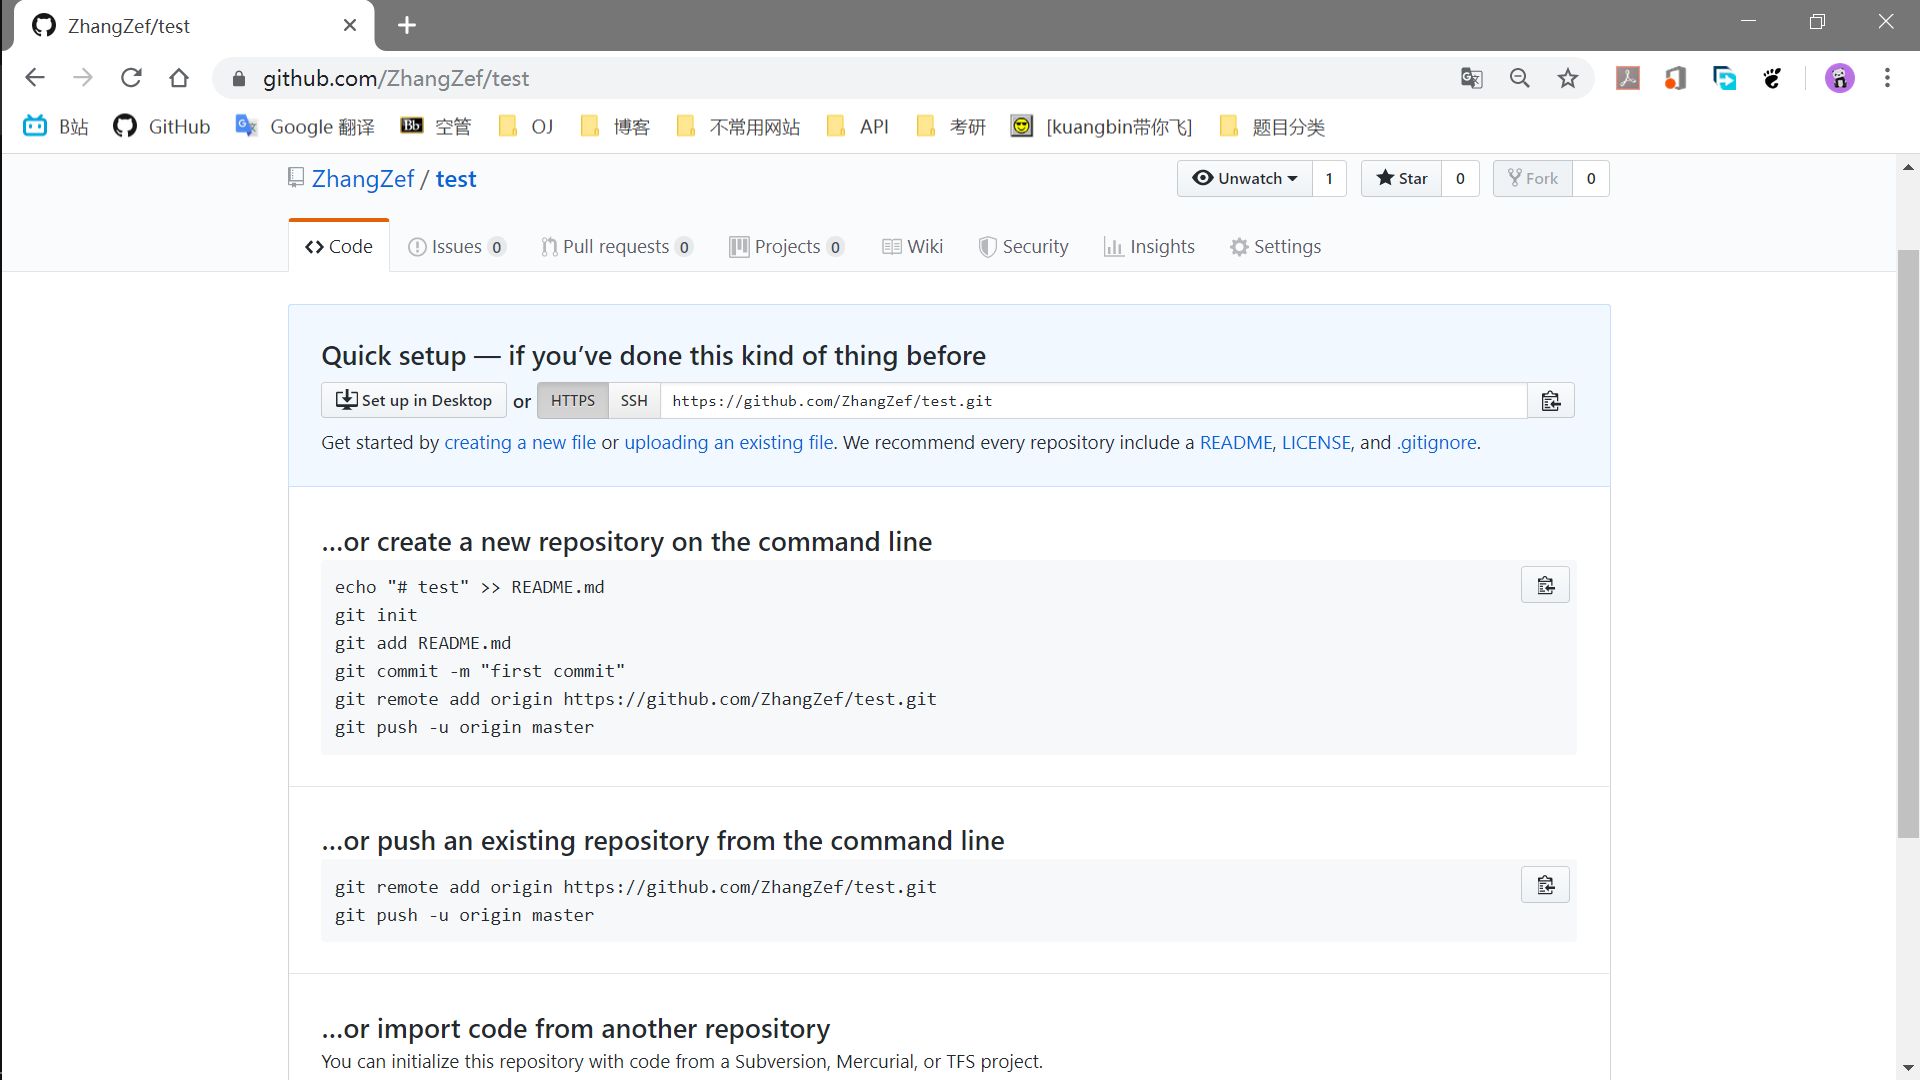 ZhangZef/test
github.com/ZhangZef/test
B站 GitHub Google 翻译 Bb 空管 OJ 博客 不常用网站 API 考研 [kuangbin带你飞] 题目分类
ZhangZef / test
Unwatch 1 Star 0 Fork 0
Code Issues 0 Pull requests 0 Projects 0 Wiki Security Insights Settings
Quick setup — if you’ve done this kind of thing before
Set up in Desktop or HTTPS SSH https://github.com/ZhangZef/test.git
Get started by creating a new file or uploading an existing file. We recommend every repository include a README, LICENSE, and .gitignore.
…or create a new repository on the command line
echo "# test" >> README.md
git init
git add README.md
git commit -m "first commit"
git remote add origin https://github.com/ZhangZef/test.git
git push -u origin master
…or push an existing repository from the command line
git remote add origin https://github.com/ZhangZef/test.git
git push -u origin master
…or import code from another repository
You can initialize this repository with code from a Subversion, Mercurial, or TFS project.